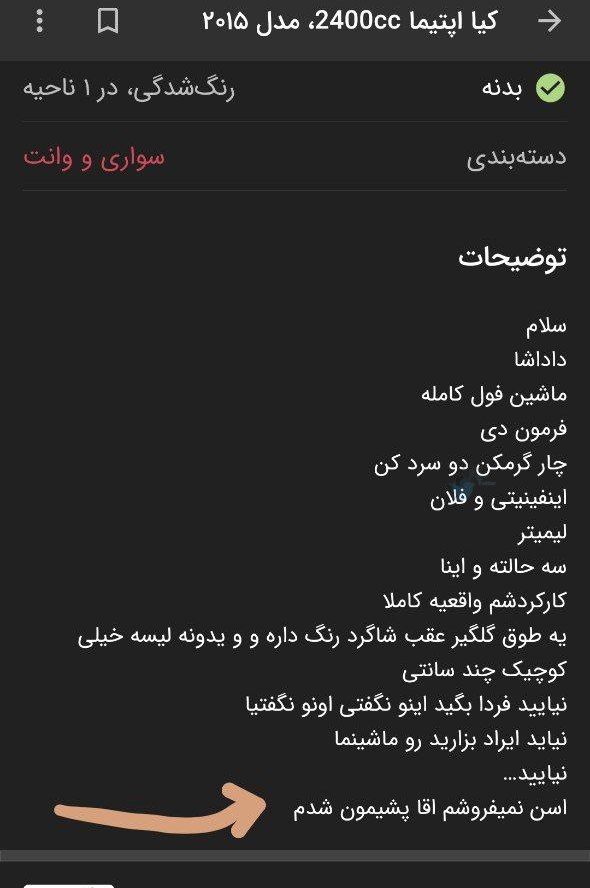 کیا اپتیما 2400cc، مدل ۲۰۱۵
بدنه رنگ‌شدگی، در ۱ ناحیه
دسته‌بندی سواری و وانت
توضیحات
سلام
داداشا
ماشین فول کامله
فرمون دی
چار گرمکن دو سرد کن
اینفینیتی و فلان
لیمیتر
سه حالته و اینا
کارکردشم واقعیه کاملا
یه طوق گلگیر عقب شاگرد رنگ داره و و یدونه لیسه خیلی
کوچیک چند سانتی
نیایید فردا بگید اینو نگفتی اونو نگفتیا
نیاید ایراد بزارید رو ماشینما
نیایید...
اسن نمیفروشم اقا پشیمون شدم